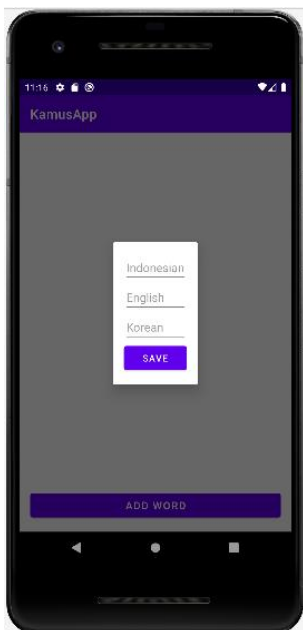 11:16
KamusApp
Indonesian
English
Korean
SAVE
ADD WORD